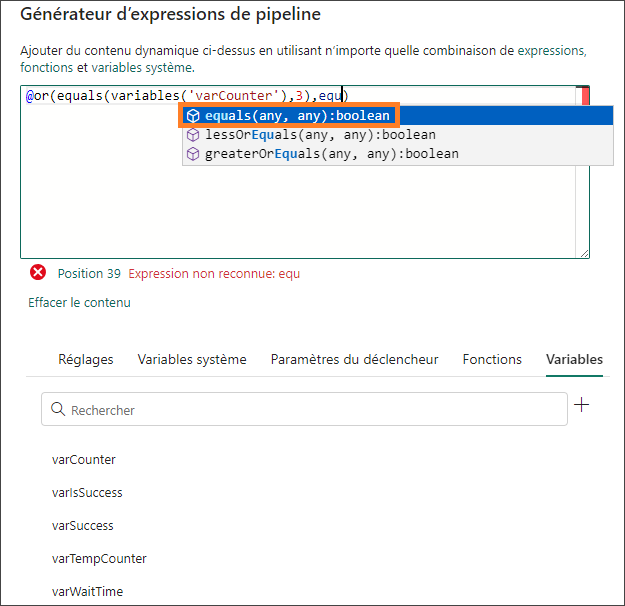 Générateur d’expressions de pipeline
Ajouter du contenu dynamique ci-dessus en utilisant n’importe quelle combinaison de expressions,
fonctions et variables système.
@or(equals(variables('varCounter'),3),equ)
equals(any, any):boolean
lessOrEquals(any, any):boolean
greaterOrEquals(any, any):boolean
Position 39 Expression non reconnue: equ
Effacer le contenu
Réglages Variables système Paramètres du déclencheur Fonctions Variables
Rechercher
varCounter
varIsSuccess
varSuccess
varTempCounter
varWaitTime